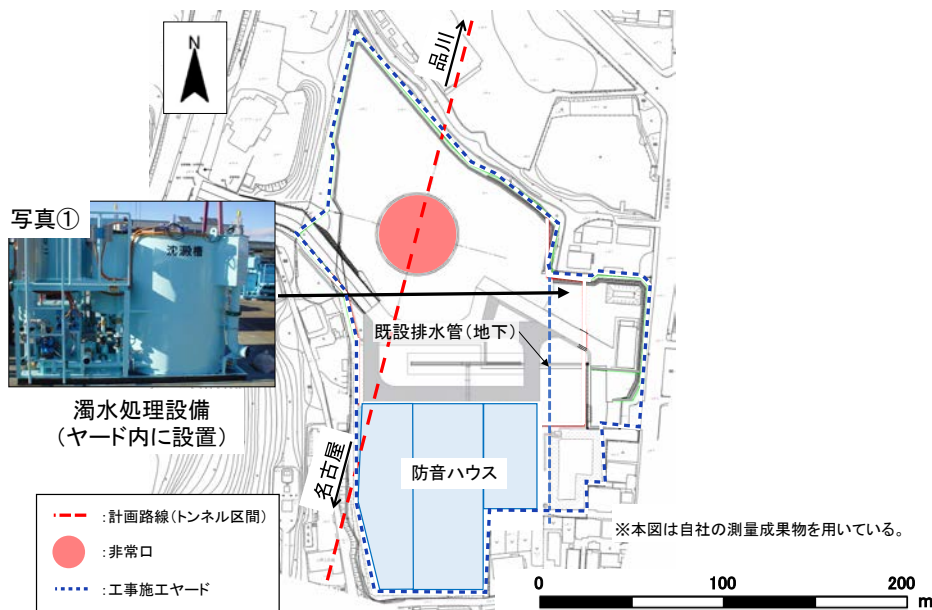 N
品川
写真①
沈澱槽
既設排水管(地下)
濁水処理設備
(ヤード内に設置)
名古屋
防音ハウス
:計画路線(トンネル区間)
:非常口
:工事施工ヤード
※本図は自社の測量成果物を用いている。
0 100 200
m